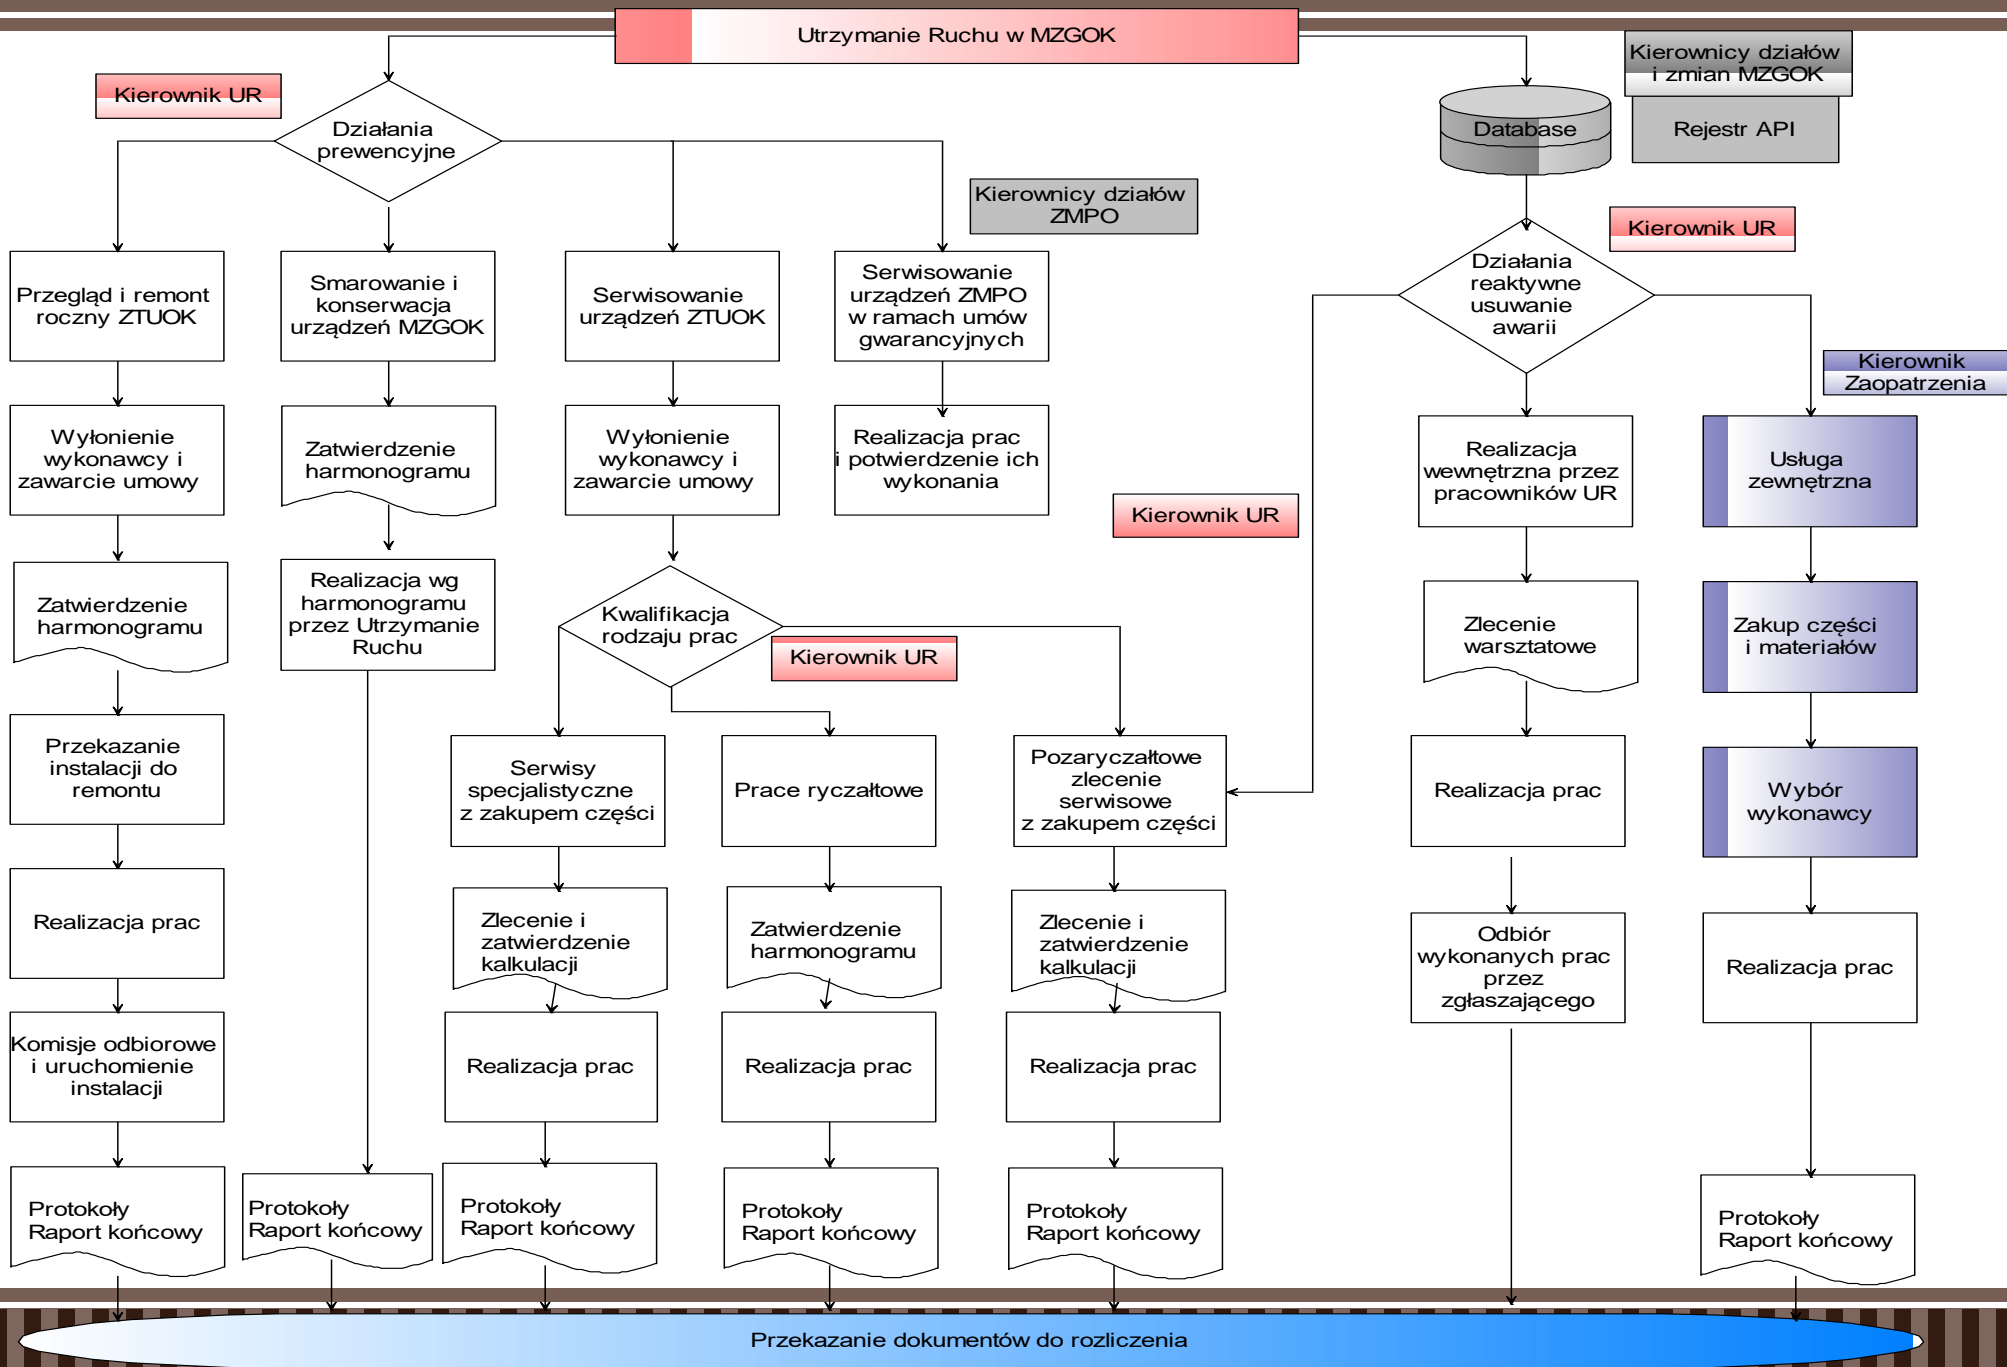 Utrzymanie Ruchu w MZGOK
Kierownicy działów
i zmian MZGOK
Rejestr API
Database
Kierownik UR
Działania
prewencyjne
Kierownicy działów
ZMPO
Kierownik UR
Działania
reaktywne
usuwanie
awarii
Kierownik
Zaopatrzenia
Przegląd i remont
roczny ZTUOK
Smarowanie i
konserwacja
urządzeń MZGOK
Serwisowanie
urządzeń ZTUOK
Serwisowanie
urządzeń ZMPO
w ramach umów
gwarancyjnych
Wyłonienie
wykonawcy i
zawarcie umowy
Zatwierdzenie
harmonogramu
Wyłonienie
wykonawcy i
zawarcie umowy
Realizacja prac
i potwierdzenie ich
wykonania
Realizacja
wewnętrzna przez
pracowników UR
Usługa
zewnętrzna
Kierownik UR
Zatwierdzenie
harmonogramu
Realizacja wg
harmonogramu
przez Utrzymanie
Ruchu
Kwalifikacja
rodzaju prac
Kierownik UR
Zlecenie
warsztatowe
Zakup części
i materiałów
Przekazanie
instalacji do
remontu
Serwisy
specjalistyczne
z zakupem części
Prace ryczałtowe
Pozaryczałtowe
zlecenie
serwisowe
z zakupem części
Realizacja prac
Wybór
wykonawcy
Realizacja prac
Zlecenie i
zatwierdzenie
kalkulacji
Zatwierdzenie
harmonogramu
Zlecenie i
zatwierdzenie
kalkulacji
Odbiór
wykonanych prac
przez
zgłaszającego
Realizacja prac
Komisje odbiorowe
i uruchomienie
instalacji
Realizacja prac
Realizacja prac
Realizacja prac
Protokoły
Raport końcowy
Protokoły
Raport końcowy
Protokoły
Raport końcowy
Protokoły
Raport końcowy
Protokoły
Raport końcowy
Protokoły
Raport końcowy
Przekazanie dokumentów do rozliczenia